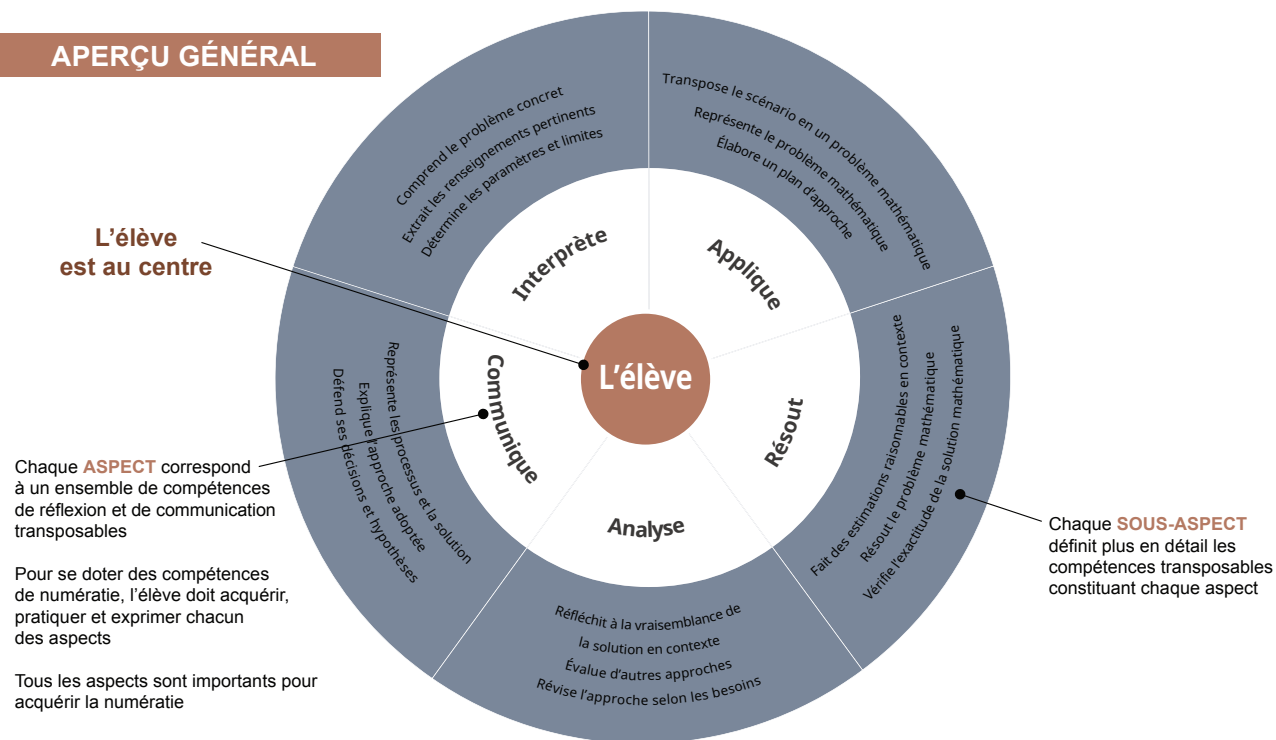 APERÇU GÉNÉRAL
L'élève
est au centre
Chaque ASPECT correspond
à un ensemble de compétences
de réflexion et de communication
transposables
Pour se doter des compétences
de numératie, l'élève doit acquérir,
pratiquer et exprimer chacun
des aspects
Tous les aspects sont importants pour
acquérir la numératie
L'élève
Interprète
Comprend le problème concret
Extrait les renseignements pertinents
Détermine les paramètres et limites
Applique
Transpose le scénario en un problème mathématique
Représente le problème mathématique
Élabore un plan d'approche
Résout
Fait des estimations raisonnables en contexte
Résout le problème mathématique
Vérifie l'exactitude de la solution mathématique
Analyse
Réfléchit à la vraisemblance de
la solution en contexte
Évalue d'autres approches
Révise l'approche selon les besoins
Communique
Représente les processus et la solution
Explique l'approche adoptée
Défend ses décisions et hypothèses
Chaque SOUS-ASPECT
définit plus en détail les
compétences transposables
constituant chaque aspect